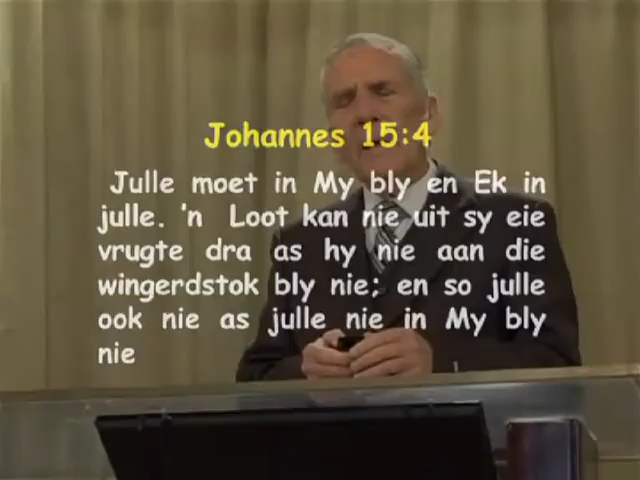 Johannes 15:4
Julle moet in My bly en Ek in
julle. 'n Loot kan nie uit sy eie
vrugte dra as hy nie aan die
wingerdstok bly nie; en so julle
ook nie as julle nie in My bly
nie